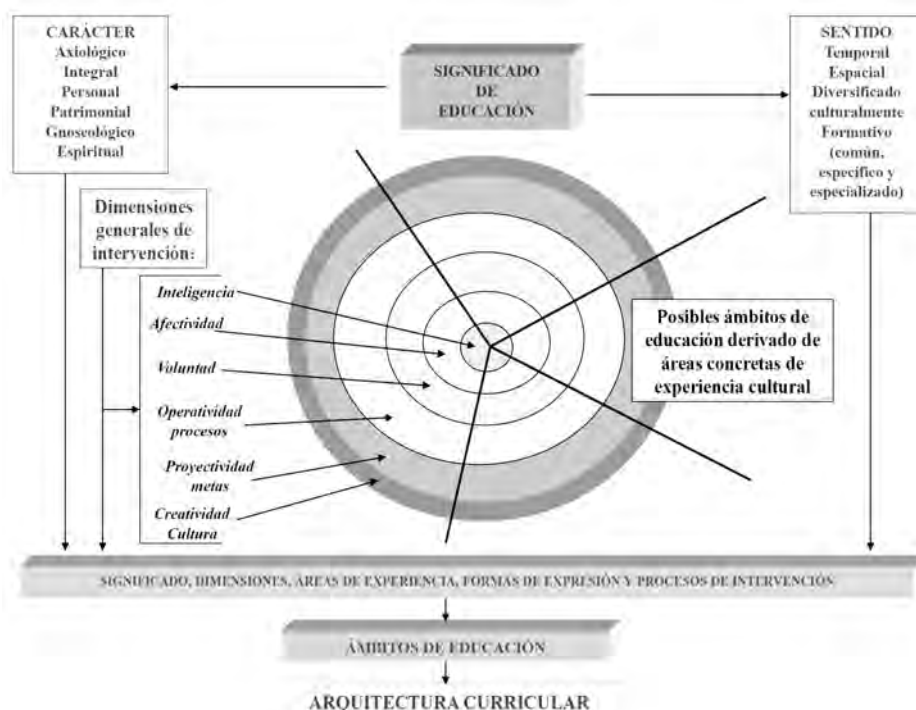 CARÁCTER
Axiológico
Integral
Personal
Patrimonial
Gnoseológico
Espiritual
SIGNIFICADO
DE
EDUCACIÓN
SENTIDO
Temporal
Espacial
Diversificado
culturalmente
Formativo
(común,
específico y
especializado)
Dimensiones
generales de
intervención:
Inteligencia
Afectividad
Voluntad
Operatividad
procesos
Proyectividad
metas
Creatividad
Cultura
Posibles ámbitos de
educación derivado de
áreas concretas de
experiencia cultural
SIGNIFICADO, DIMENSIONES, ÁREAS DE EXPERIENCIA, FORMAS DE EXPRESIÓN Y PROCESOS DE INTERVENCIÓN
ÁMBITOS DE EDUCACIÓN
ARQUITECTURA CURRICULAR